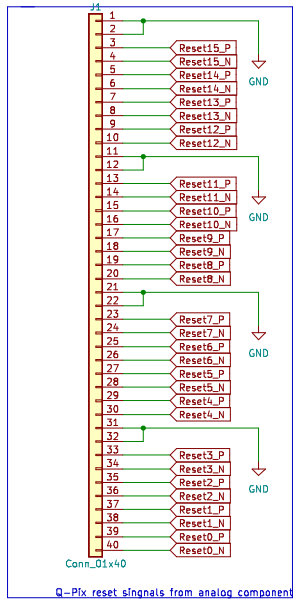 J1
1
2
3 Reset15_P
4 Reset15_N
5 Reset14_P
6 Reset14_N
7 Reset13_P
8 Reset13_N
9 Reset12_P
10 Reset12_N
GND
11
12
13 Reset11_P
14 Reset11_N
15 Reset10_P
16 Reset10_N
17 Reset9_P
18 Reset9_N
19 Reset8_P
20 Reset8_N
GND
21
22
23 Reset7_P
24 Reset7_N
25 Reset6_P
26 Reset6_N
27 Reset5_P
28 Reset5_N
29 Reset4_P
30 Reset4_N
GND
31
32
33 Reset3_P
34 Reset3_N
35 Reset2_P
36 Reset2_N
37 Reset1_P
38 Reset1_N
39 Reset0_P
40 Reset0_N
GND
Conn_01x40
Q-Pix reset singnals from analog component